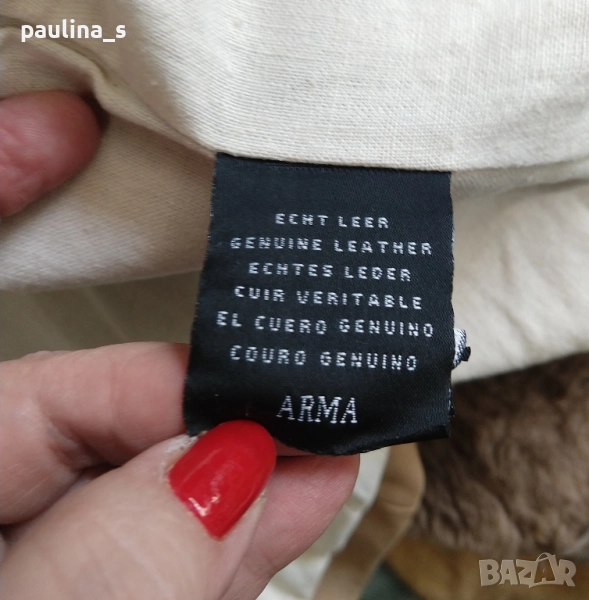 paulina_s
ECHT LEER
GENUINE LEATHER
ECHTES LEDER
CUIR VERITABLE
EL CUERO GENUINO
COURO GENUINO
ARMA
BAZAR